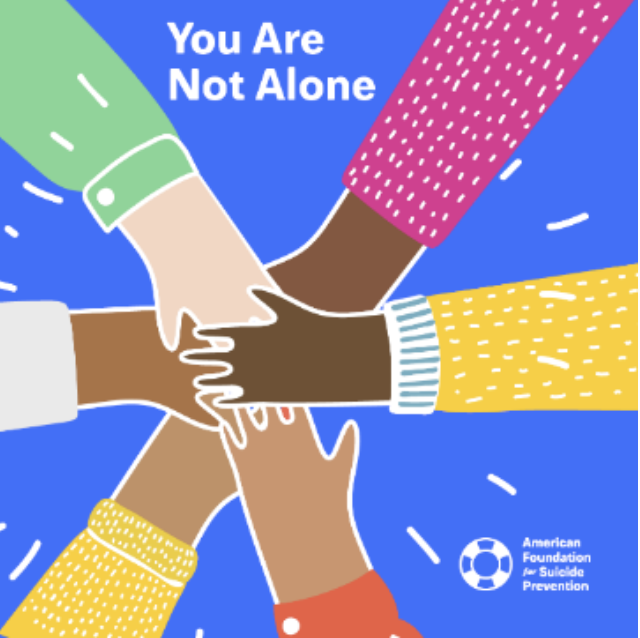 You Are
Not Alone
American
Foundation
for Suicide
Prevention